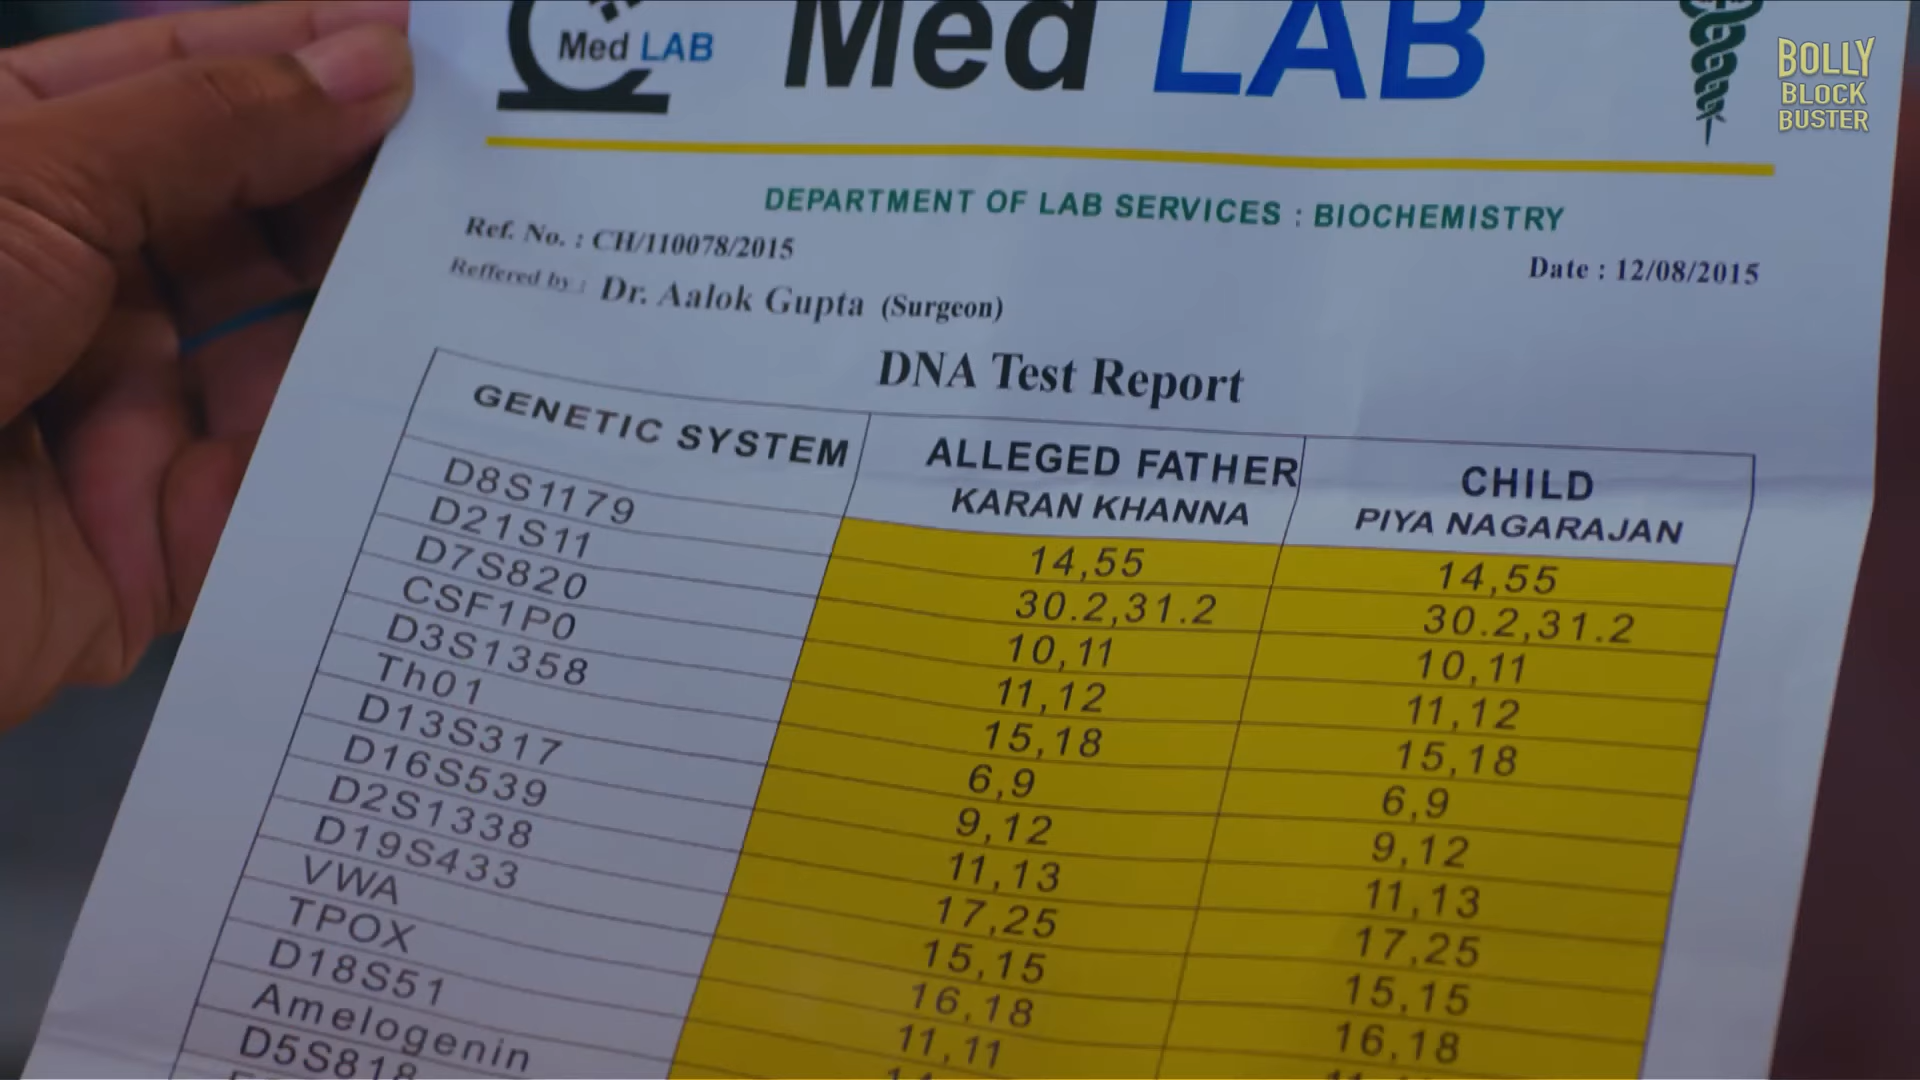 Med LAB
Med LAB
BOLLY
BLOCK
BUSTER
DEPARTMENT OF LAB SERVICES : BIOCHEMISTRY
Ref. No. : CH/110078/2015
Date : 12/08/2015
Reffered by : Dr. Aalok Gupta (Surgeon)
DNA Test Report
GENETIC SYSTEM ALLEGED FATHER CHILD
KARAN KHANNA PIYA NAGARAJAN
D8S1179 14,55 14,55
D21S11 30.2,31.2 30.2,31.2
D7S820 10,11 10,11
CSF1P0 11,12 11,12
D3S1358 15,18 15,18
Th01 6,9 6,9
D13S317 9,12 9,12
D16S539 11,13 11,13
D2S1338 17,25 17,25
D19S433 15,15 15,15
VWA 16,18 16,18
TPOX 11,11
D18S51
Amelogenin
D5S818